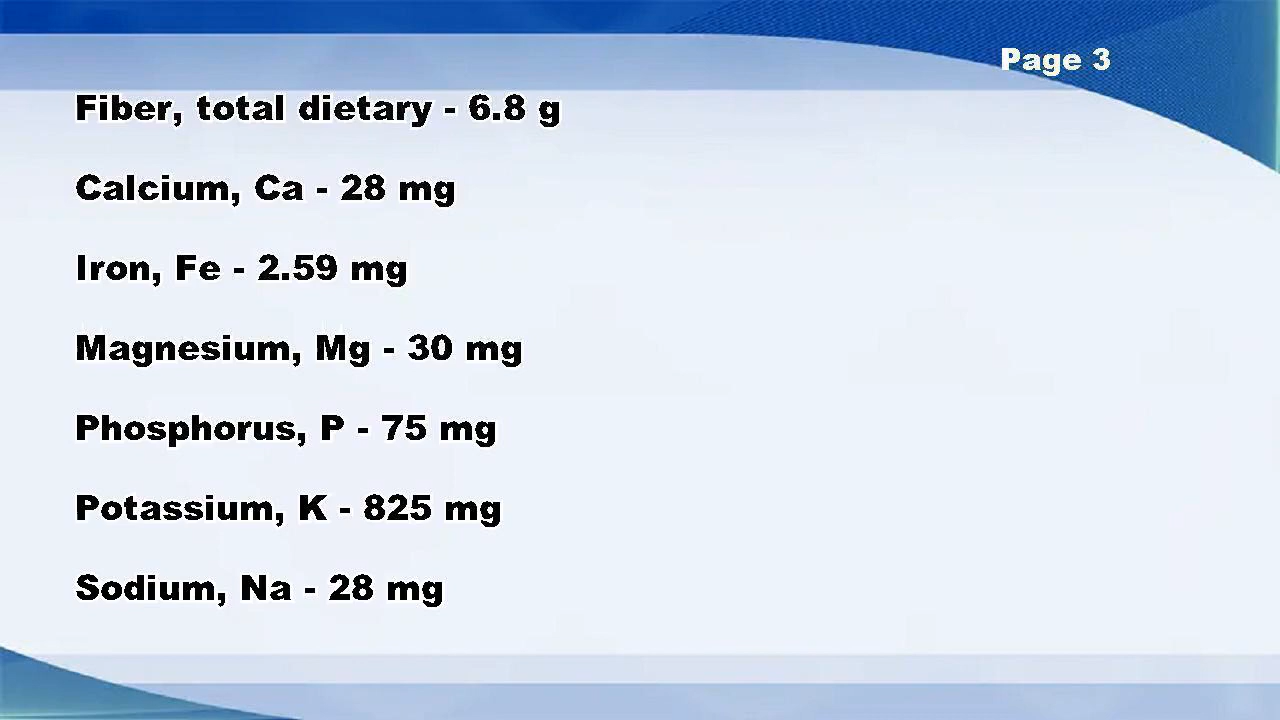 Page 3
Fiber, total dietary - 6.8 g
Calcium, Ca - 28 mg
Iron, Fe - 2.59 mg
Magnesium, Mg - 30 mg
Phosphorus, P - 75 mg
Potassium, K - 825 mg
Sodium, Na - 28 mg